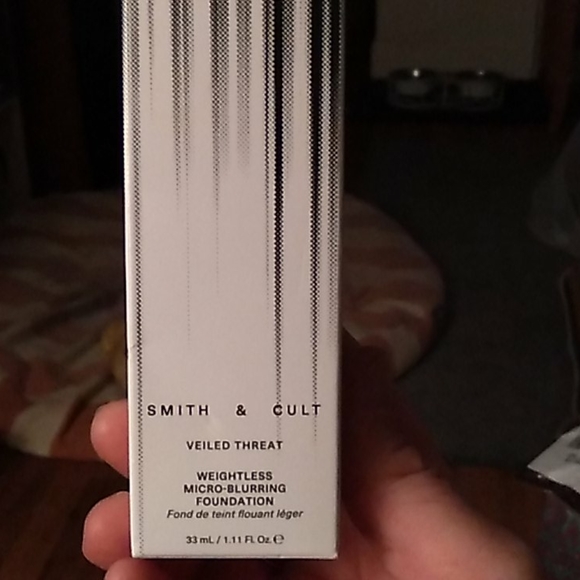 SMITH & CULT
VEILED THREAT
WEIGHTLESS
MICRO-BLURRING
FOUNDATION
Fond de teint flouant léger
33 mL / 1.11 Fl. Oz. ℮